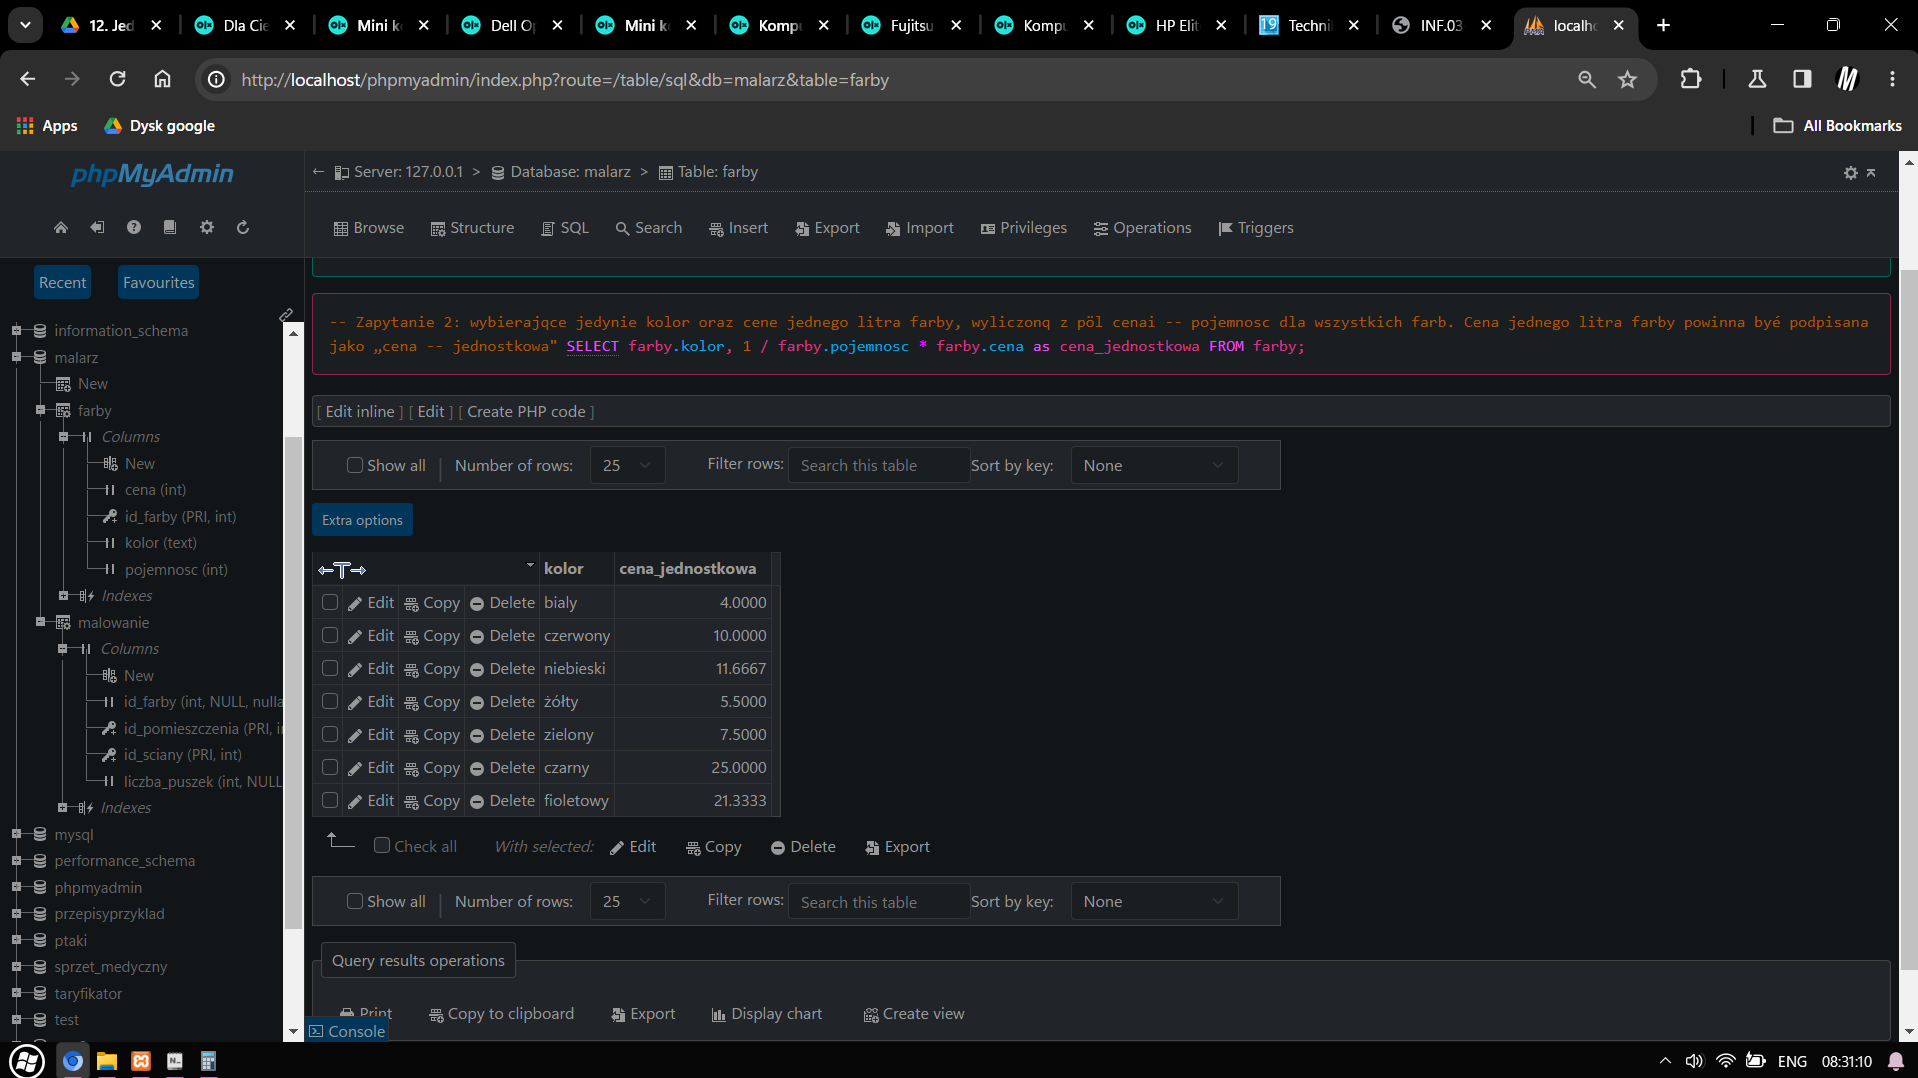 12. Jed
Dla Cie
Mini k
Dell O
Mini k
Komp
Fujitsu
Kompu
HP Elit
Techni
INF.03
localh
http://localhost/phpmyadmin/index.php?route=/table/sql&db=malarz&table=farby
Apps
Dysk google
All Bookmarks
phpMyAdmin
Recent
Favourites
information_schema
malarz
New
farby
Columns
New
cena (int)
id_farby (PRI, int)
kolor (text)
pojemnosc (int)
Indexes
malowanie
Columns
New
id_farby (int, NULL, nulla
id_pomieszczenia (PRI, in
id_sciany (PRI, int)
liczba_puszek (int, NULL
Indexes
mysql
performance_schema
phpmyadmin
przepisyprzyklad
ptaki
sprzet_medyczny
taryfikator
test
Server: 127.0.0.1 > Database: malarz > Table: farby
Browse Structure SQL Search Insert Export Import Privileges Operations Triggers
-- Zapytanie 2: wybierające jedynie kolor oraz cene jednego litra farby, wyliczonq z pöl cenai -- pojemnosc dla wszystkich farb. Cena jednego litra farby powinna byé podpisana
jako „cena -- jednostkowa" SELECT farby.kolor, 1 / farby.pojemnosc * farby.cena as cena_jednostkowa FROM farby;
[ Edit inline ] [ Edit ] [ Create PHP code ]
Show all Number of rows: 25 Filter rows: Search this table Sort by key: None
Extra options
←T→ kolor cena_jednostkowa
Edit Copy Delete bialy 4.0000
Edit Copy Delete czerwony 10.0000
Edit Copy Delete niebieski 11.6667
Edit Copy Delete żółty 5.5000
Edit Copy Delete zielony 7.5000
Edit Copy Delete czarny 25.0000
Edit Copy Delete fioletowy 21.3333
Check all With selected: Edit Copy Delete Export
Show all Number of rows: 25 Filter rows: Search this table Sort by key: None
Query results operations
Print Copy to clipboard Export Display chart Create view
Console
ENG 08:31:10